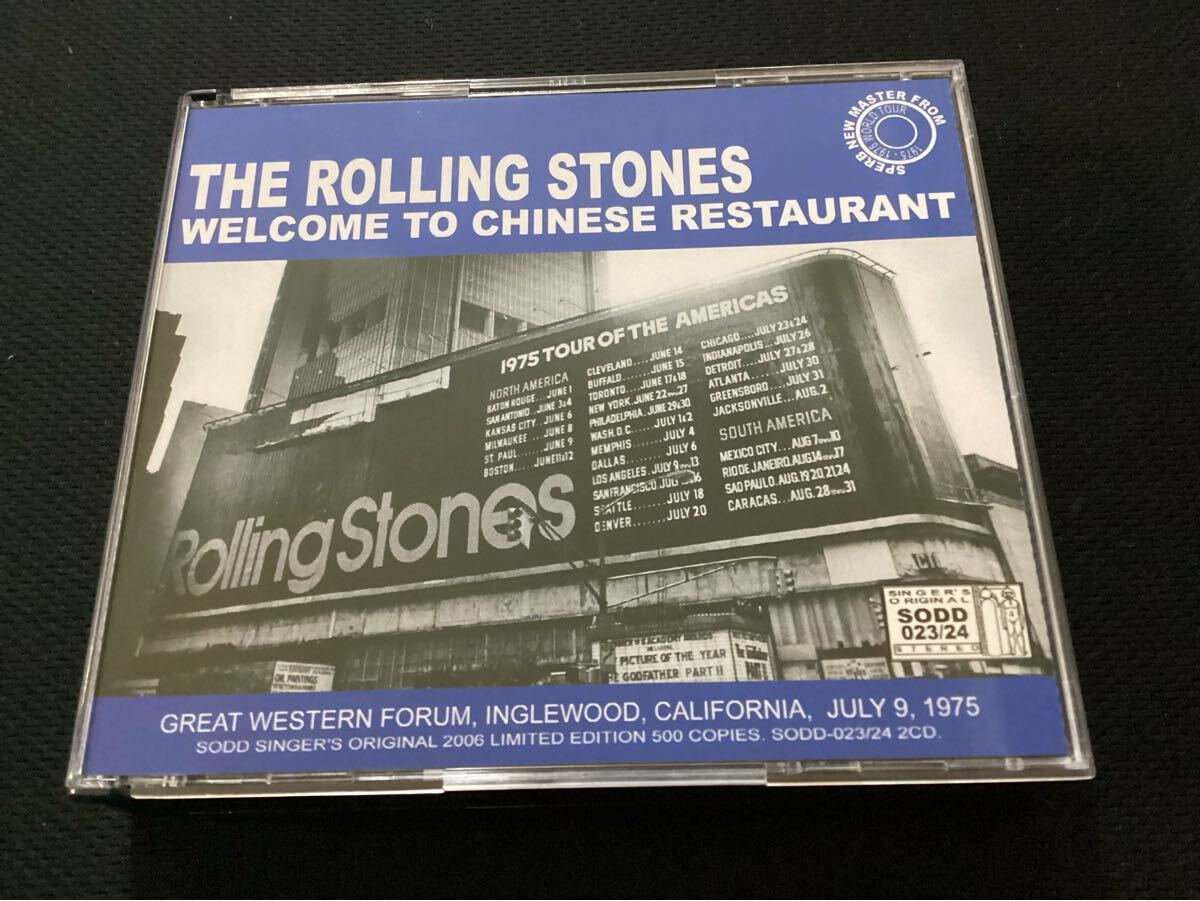 SPERB NEW MASTER FROM
1975 - 1976 WORLD TOUR
THE ROLLING STONES
WELCOME TO CHINESE RESTAURANT
1975 TOUR OF THE AMERICAS
NORTH AMERICA
BATON ROUGE...JUNE 1
SAN ANTONIO...JUNE 3&4
KANSAS CITY...JUNE 6
MILWAUKEE....JUNE 8
ST. PAUL......JUNE 9
BOSTON.....JUNE 11&12
CLEVELAND....JUNE 14
BUFFALO.......JUNE 15
TORONTO....JUNE 17&18
NEW YORK..JUNE 22 thru 27
PHILADELPHIA..JUNE 29&30
WASH. D.C.....JULY 1&2
MEMPHIS.......JULY 4
DALLAS........JULY 6
LOS ANGELES..JULY 9 thru 13
SAN FRANCISCO..JULY 15&16
SEATTLE.......JULY 18
DENVER.......JULY 20
CHICAGO....JULY 23&24
INDIANAPOLIS..JULY 26
DETROIT....JULY 27&28
ATLANTA.....JULY 30
GREENSBORO....JULY 31
JACKSONVILLE...AUG. 2
SOUTH AMERICA
MEXICO CITY...AUG 7 thru 10
RIO DE JANEIRO.AUG.14 thru 17
SAO PAULO.AUG.19,20,21,24
CARACAS...AUG. 28 thru 31
Rolling Stones
ACADEMY AWARDS
INCLUDING
PICTURE OF THE YEAR
THE GODFATHER PART II
OIL PAINTINGS
SINGER'S
ORIGINAL
SODD
023/24
STEREO
GREAT WESTERN FORUM, INGLEWOOD, CALIFORNIA, JULY 9, 1975
SODD SINGER'S ORIGINAL 2006 LIMITED EDITION 500 COPIES. SODD-023/24 2CD.